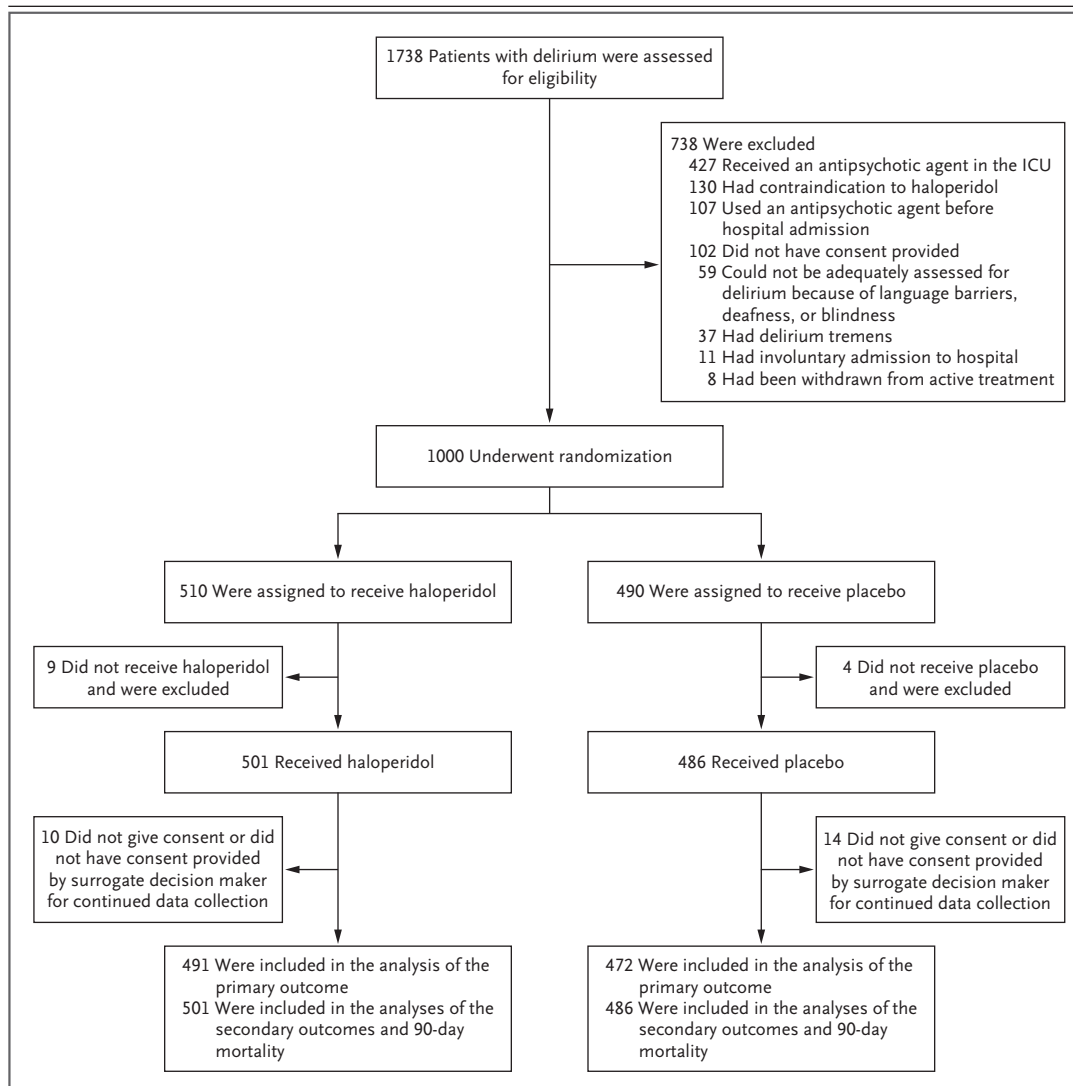 1738 Patients with delirium were assessed
for eligibility
738 Were excluded
427 Received an antipsychotic agent in the ICU
130 Had contraindication to haloperidol
107 Used an antipsychotic agent before
hospital admission
102 Did not have consent provided
59 Could not be adequately assessed for
delirium because of language barriers,
deafness, or blindness
37 Had delirium tremens
11 Had involuntary admission to hospital
8 Had been withdrawn from active treatment
1000 Underwent randomization
510 Were assigned to receive haloperidol
490 Were assigned to receive placebo
9 Did not receive haloperidol
and were excluded
4 Did not receive placebo
and were excluded
501 Received haloperidol
486 Received placebo
10 Did not give consent or did
not have consent provided
by surrogate decision maker
for continued data collection
14 Did not give consent or did
not have consent provided
by surrogate decision maker
for continued data collection
491 Were included in the analysis of the
primary outcome
501 Were included in the analyses of the
secondary outcomes and 90-day
mortality
472 Were included in the analysis of the
primary outcome
486 Were included in the analyses of the
secondary outcomes and 90-day
mortality